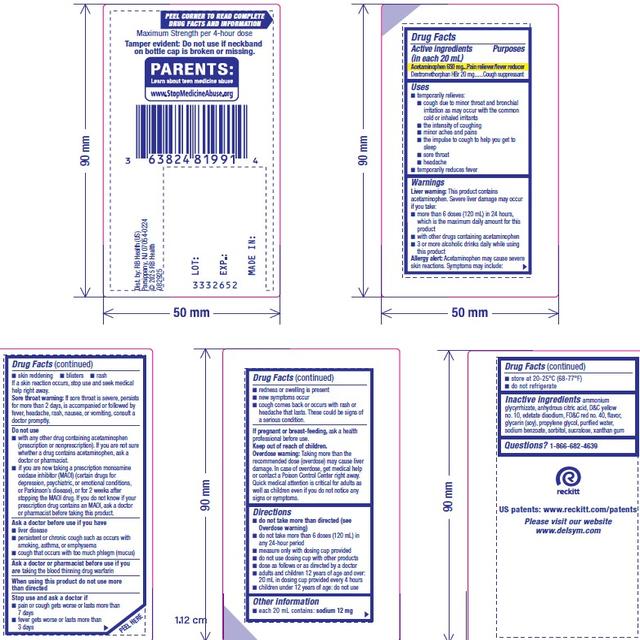 PEEL CORNER TO READ COMPLETE
DRUG FACTS AND INFORMATION
Maximum Strength per 4-hour dose
Tamper evident: Do not use if neckband
on bottle cap is broken or missing.
PARENTS:
Learn about teen medicine abuse
www.StopMedicineAbuse.org
3 63824 81991 4
Dist. by: RB Health (US)
Parsippany, NJ 07054-0224
© 2015 RB Health
LOT:
3332652
EXP.:
MADE IN:
90 mm
50 mm
Drug Facts
Active ingredients Purposes
(in each 20 mL)
Acetaminophen 650 mg...Pain reliever/fever reducer
Dextromethorphan HBr 20 mg.....Cough suppressant
Uses
■ temporarily relieves:
■ cough due to minor throat and bronchial
irritation as may occur with the common
cold or inhaled irritants
■ the intensity of coughing
■ minor aches and pains
■ the impulse to cough to help you get to
sleep
■ sore throat
■ headache
■ temporarily reduces fever
Warnings
Liver warning: This product contains
acetaminophen. Severe liver damage may occur
if you take:
■ more than 6 doses (120 mL) in 24 hours,
which is the maximum daily amount for this
product
■ with other drugs containing acetaminophen
■ 3 or more alcoholic drinks daily while using
this product
Allergy alert: Acetaminophen may cause severe
skin reactions. Symptoms may include:
90 mm
50 mm
Drug Facts (continued)
■ skin reddening ■ blisters ■ rash
If a skin reaction occurs, stop use and seek medical
help right away.
Sore throat warning: If sore throat is severe, persists
for more than 2 days, is accompanied or followed by
fever, headache, rash, nausea, or vomiting, consult a
doctor promptly.
Do not use
■ with any other drug containing acetaminophen
(prescription or nonprescription). If you are not sure
whether a drug contains acetaminophen, ask a
doctor or pharmacist.
■ if you are now taking a prescription monoamine
oxidase inhibitor (MAOI) (certain drugs for
depression, psychiatric, or emotional conditions,
or Parkinson's disease), or for 2 weeks after
stopping the MAOI drug. If you do not know if your
prescription drug contains an MAOI, ask a doctor
or pharmacist before taking this product.
Ask a doctor before use if you have
■ liver disease
■ persistent or chronic cough such as occurs with
smoking, asthma, or emphysema
■ cough that occurs with too much phlegm (mucus)
Ask a doctor or pharmacist before use if you
are taking the blood thinning drug warfarin
When using this product do not use more
than directed
Stop use and ask a doctor if
■ pain or cough gets worse or lasts more than
7 days
■ fever gets worse or lasts more than
3 days
PEEL HERE
90 mm
1.12 cm
Drug Facts (continued)
■ redness or swelling is present
■ new symptoms occur
■ cough comes back or occurs with rash or
headache that lasts. These could be signs of
a serious condition.
If pregnant or breast-feeding, ask a health
professional before use.
Keep out of reach of children.
Overdose warning: Taking more than the
recommended dose (overdose) may cause liver
damage. In case of overdose, get medical help
or contact a Poison Control Center right away.
Quick medical attention is critical for adults as
well as children even if you do not notice any
signs or symptoms.
Directions
■ do not take more than directed (see
Overdose warning)
■ do not take more than 6 doses (120 mL) in
any 24-hour period
■ measure only with dosing cup provided
■ do not use dosing cup with other products
■ dose as follows or as directed by a doctor
■ adults and children 12 years of age and over:
20 mL in dosing cup provided every 4 hours
■ children under 12 years of age: do not use
Other information
■ each 20 mL contains: sodium 12 mg
90 mm
Drug Facts (continued)
■ store at 20-25°C (68-77°F)
■ do not refrigerate
Inactive ingredients ammonium
glycyrrhizate, anhydrous citric acid, D&C yellow
no. 10, edetate disodium, FD&C red no. 40, flavor,
glycerin (soy), propylene glycol, purified water,
sodium benzoate, sorbitol, sucralose, xanthan gum
Questions? 1-866-682-4639
reckitt
US patents: www.reckitt.com/patents
Please visit our website
www.delsym.com